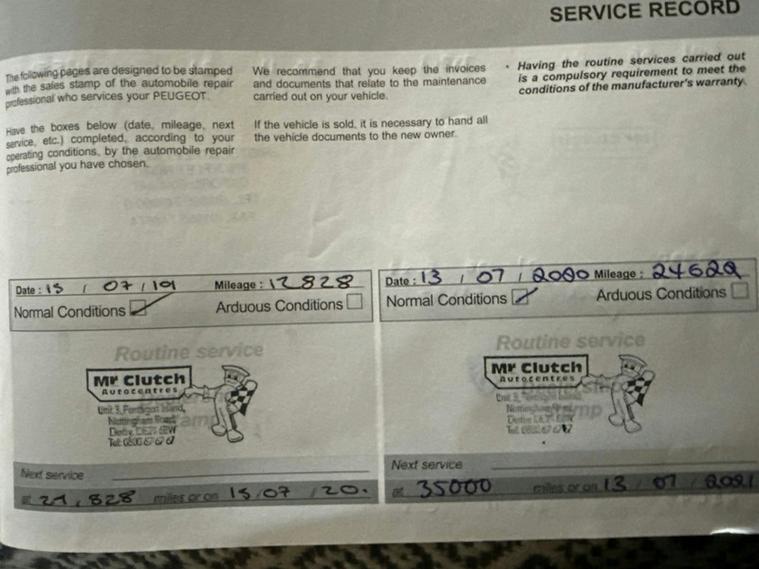 SERVICE RECORD
The following pages are designed to be stamped
with the sales stamp of the automobile repair
professional who services your PEUGEOT.
Have the boxes below (date, mileage, next
service, etc.) completed, according to your
operating conditions, by the automobile repair
professional you have chosen.
We recommend that you keep the invoices
and documents that relate to the maintenance
carried out on your vehicle.
If the vehicle is sold, it is necessary to hand all
the vehicle documents to the new owner.
• Having the routine services carried out
is a compulsory requirement to meet the
conditions of the manufacturer's warranty.
Date : 15 / 07 / 19 Mileage : 12828
Normal Conditions Arduous Conditions
Routine service
Mr Clutch
Autocentres
Nottingham Road,
Next service
at 21,828 miles or on 15/07/20.
Date : 13 / 07 / 2020 Mileage : 24622
Normal Conditions Arduous Conditions
Routine service
Mr Clutch
Autocentres
Next service
at 35000 miles or on 13 / 07 / 2021